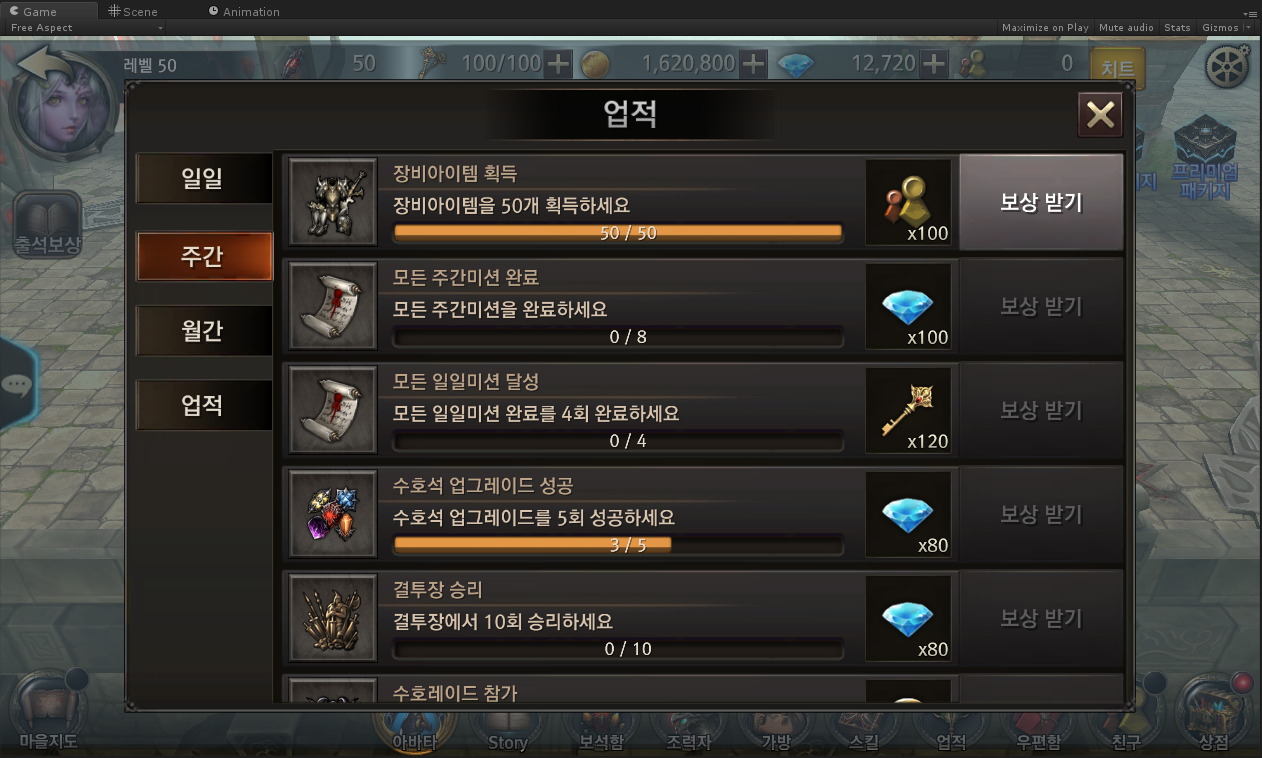 Game
Scene
Animation
Free Aspect
Maximize on Play
Mute audio
Stats
Gizmos
레벨 50
50
100/100
1,620,800
12,720
0
치트
업적
일일
주간
월간
업적
장비아이템 획득
장비아이템을 50개 획득하세요
50 / 50
x100
보상 받기
모든 주간미션 완료
모든 주간미션을 완료하세요
0 / 8
x100
보상 받기
모든 일일미션 달성
모든 일일미션 완료를 4회 완료하세요
0 / 4
x120
보상 받기
수호석 업그레이드 성공
수호석 업그레이드를 5회 성공하세요
3 / 5
x80
보상 받기
결투장 승리
결투장에서 10회 승리하세요
0 / 10
x80
보상 받기
수호레이드 참가
출석보상
프리미엄
패키지
지
마을지도
아바타
Story
보석함
조력자
가방
스킬
업적
우편함
친구
상점